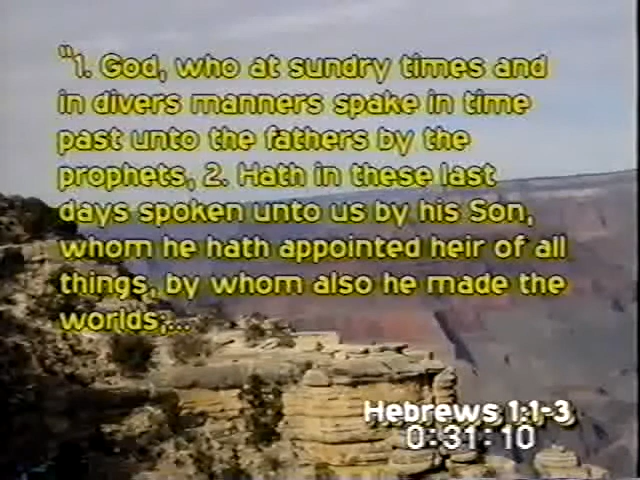 "1. God, who at sundry times and
in divers manners spake in time
past unto the fathers by the
prophets, 2. Hath in these last
days spoken unto us by his Son,
whom he hath appointed heir of all
things, by whom also he made the
worlds;...
Hebrews 1:1-3
0:31:10